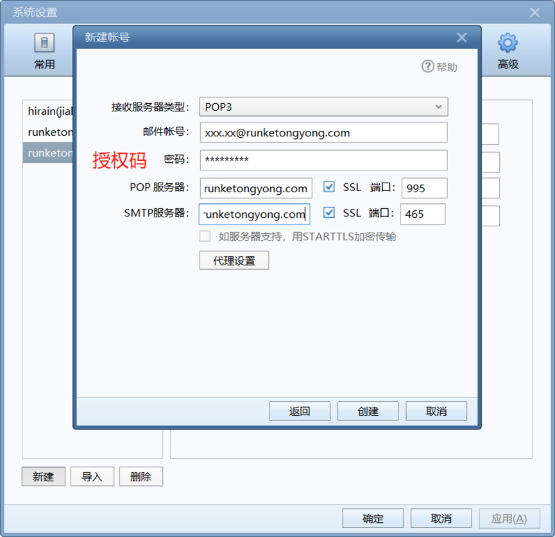 系统设置
新建帐号
常用
高级
帮助
hirain(jial
runketon
runketon
接收服务器类型： POP3
邮件帐号： xxx.xx@runketongyong.com
授权码 密码： *********
POP 服务器： runketongyong.com SSL 端口： 995
SMTP服务器： runketongyong.com SSL 端口： 465
如服务器支持，用STARTTLS加密传输
代理设置
返回 创建 取消
新建 导入 删除
确定 取消 应用(A)